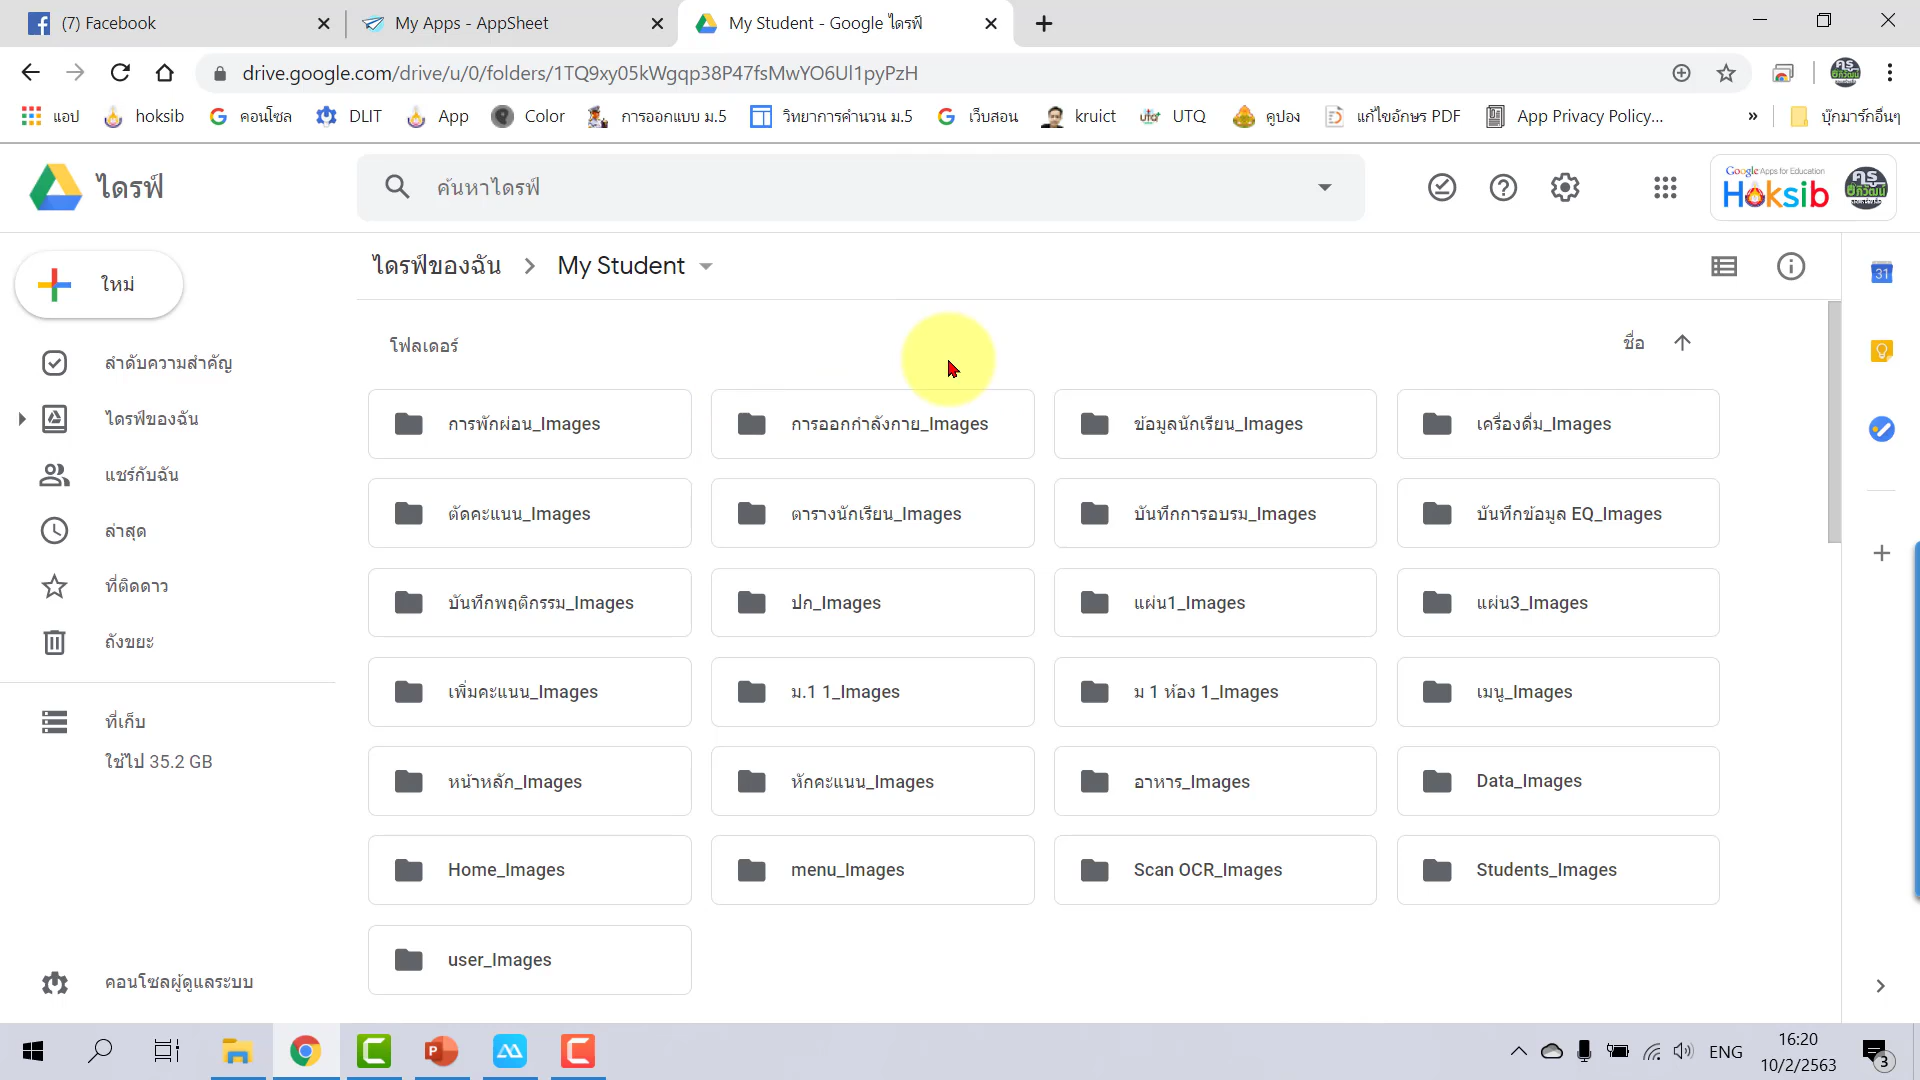 (7) Facebook
My Apps - AppSheet
My Student - Google ไดรฟ์
drive.google.com/drive/u/0/folders/1TQ9xy05kWgqp38P47fsMwYO6Ul1pyPzH
แอป
hoksib
คอนโซล
DLIT
App
Color
การออกแบบ ม.5
วิทยาการคำนวน ม.5
เว็บสอน
kruict
UTQ
คูปอง
แก้ไขอักษร PDF
App Privacy Policy...
»
บุ๊กมาร์กอื่นๆ
ไดรฟ์
ค้นหาไดรฟ์
Google Apps for Education
Hoksib
ใหม่
ไดรฟ์ของฉัน
My Student
โฟลเดอร์
ชื่อ
ลำดับความสำคัญ
ไดรฟ์ของฉัน
แชร์กับฉัน
ล่าสุด
ที่ติดดาว
ถังขยะ
ที่เก็บ
ใช้ไป 35.2 GB
คอนโซลผู้ดูแลระบบ
การพักผ่อน_Images
การออกกำลังกาย_Images
ข้อมูลนักเรียน_Images
เครื่องดื่ม_Images
ตัดคะแนน_Images
ตารางนักเรียน_Images
บันทึกการอบรม_Images
บันทึกข้อมูล EQ_Images
บันทึกพฤติกรรม_Images
ปก_Images
แผ่น1_Images
แผ่น3_Images
เพิ่มคะแนน_Images
ม.1 1_Images
ม 1 ห้อง 1_Images
เมนู_Images
หน้าหลัก_Images
หักคะแนน_Images
อาหาร_Images
Data_Images
Home_Images
menu_Images
Scan OCR_Images
Students_Images
user_Images
31
ENG
16:20
10/2/2563
3